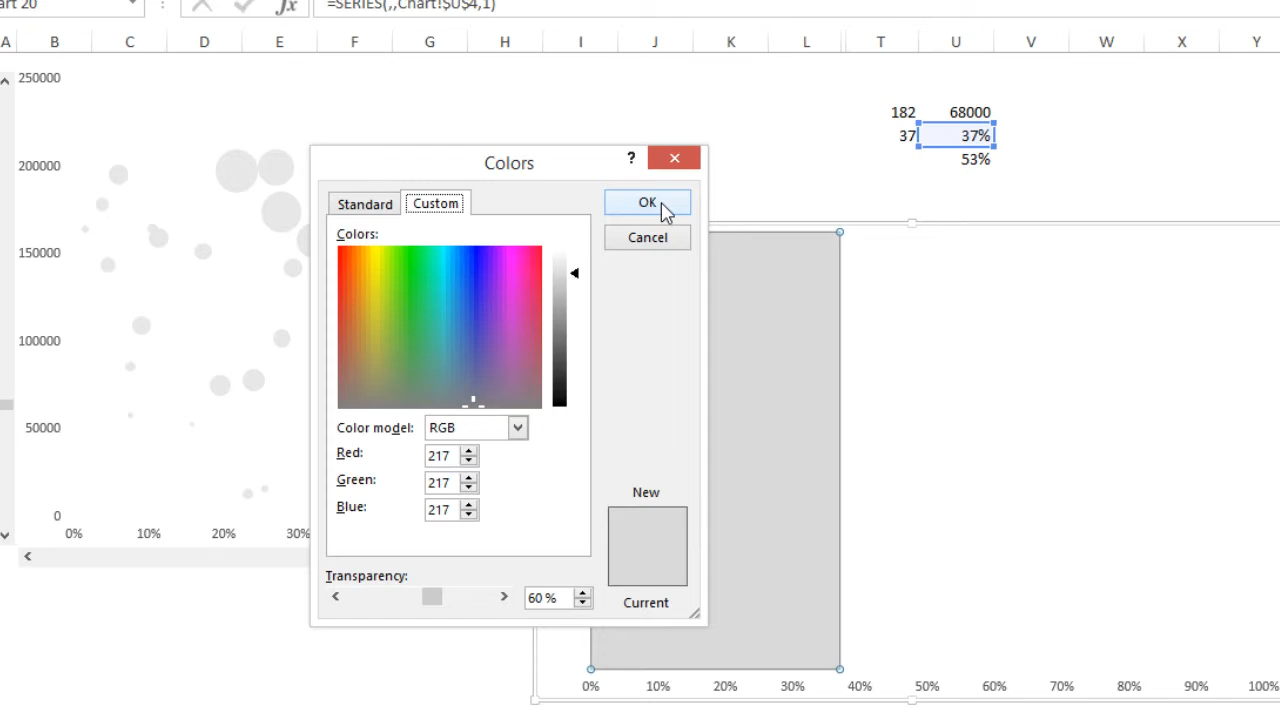 art 20 fx =SERIES(,,Chart!$U$4,1)
A B C D E F G H I J K L T U V W X Y
250000
182 68000
37 37%
53%
Colors ?
200000
Standard Custom OK
Colors: Cancel
150000
100000
50000
Color model: RGB
Red: 217
Green: 217
Blue: 217
New
0
0% 10% 20% 30%
Transparency:
60 %
Current
0% 10% 20% 30% 40% 50% 60% 70% 80% 90% 100%